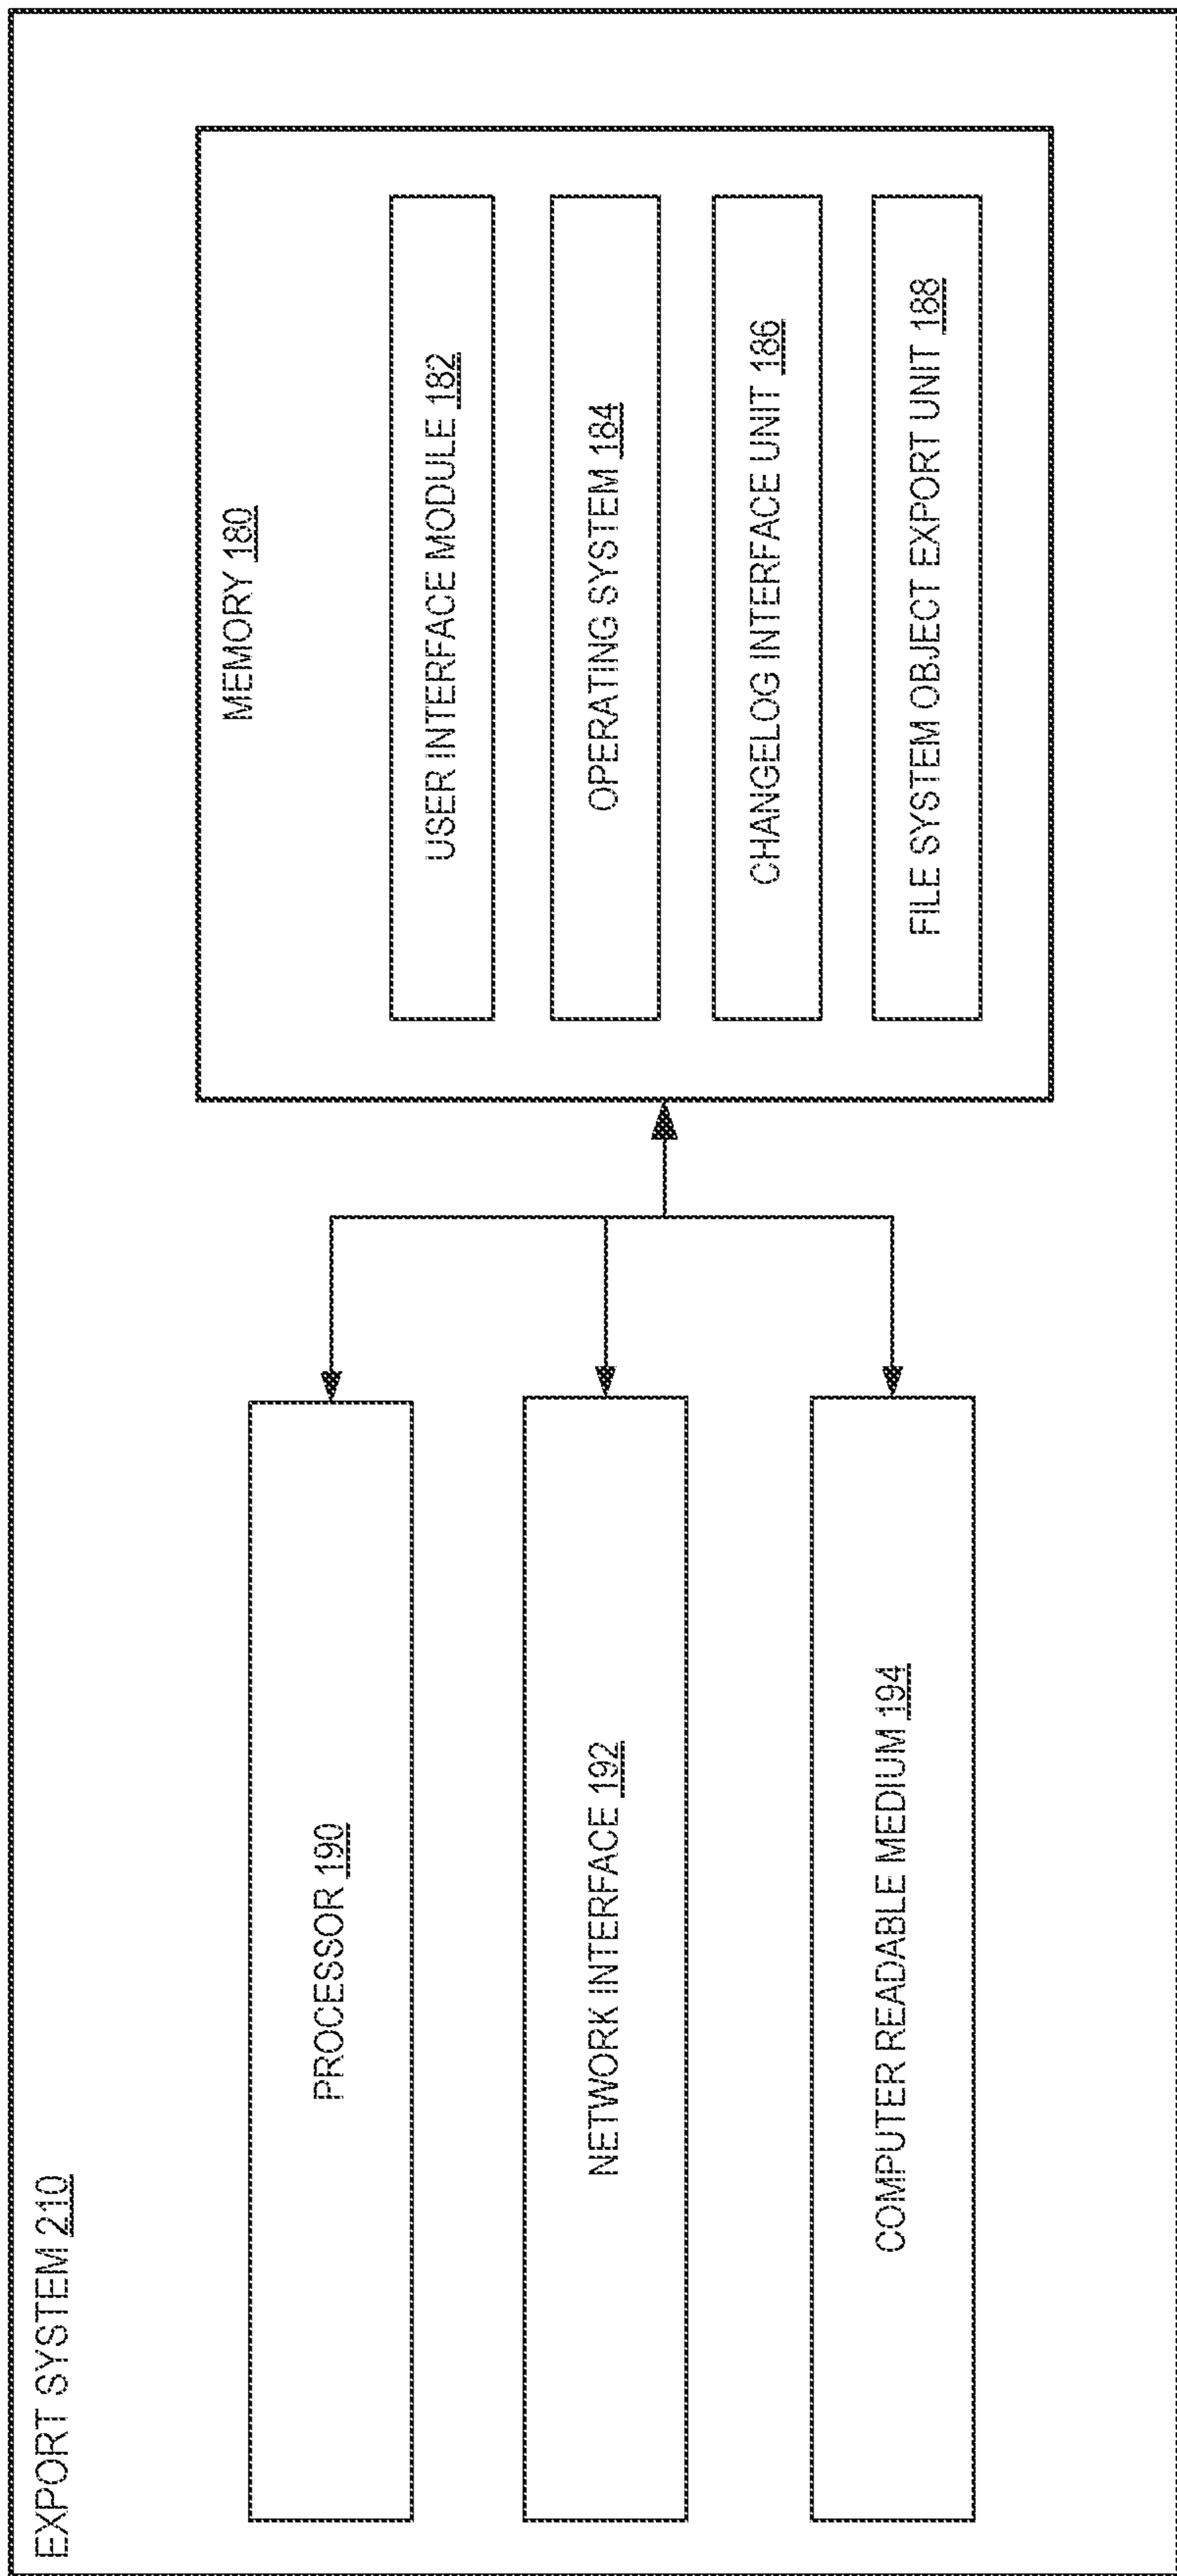 EXPORT SYSTEM 210
PROCESSOR 190
NETWORK INTERFACE 192
COMPUTER READABLE MEDIUM 194
MEMORY 180
USER INTERFACE MODULE 182
OPERATING SYSTEM 184
CHANGELOG INTERFACE UNIT 186
FILE SYSTEM OBJECT EXPORT UNIT 188